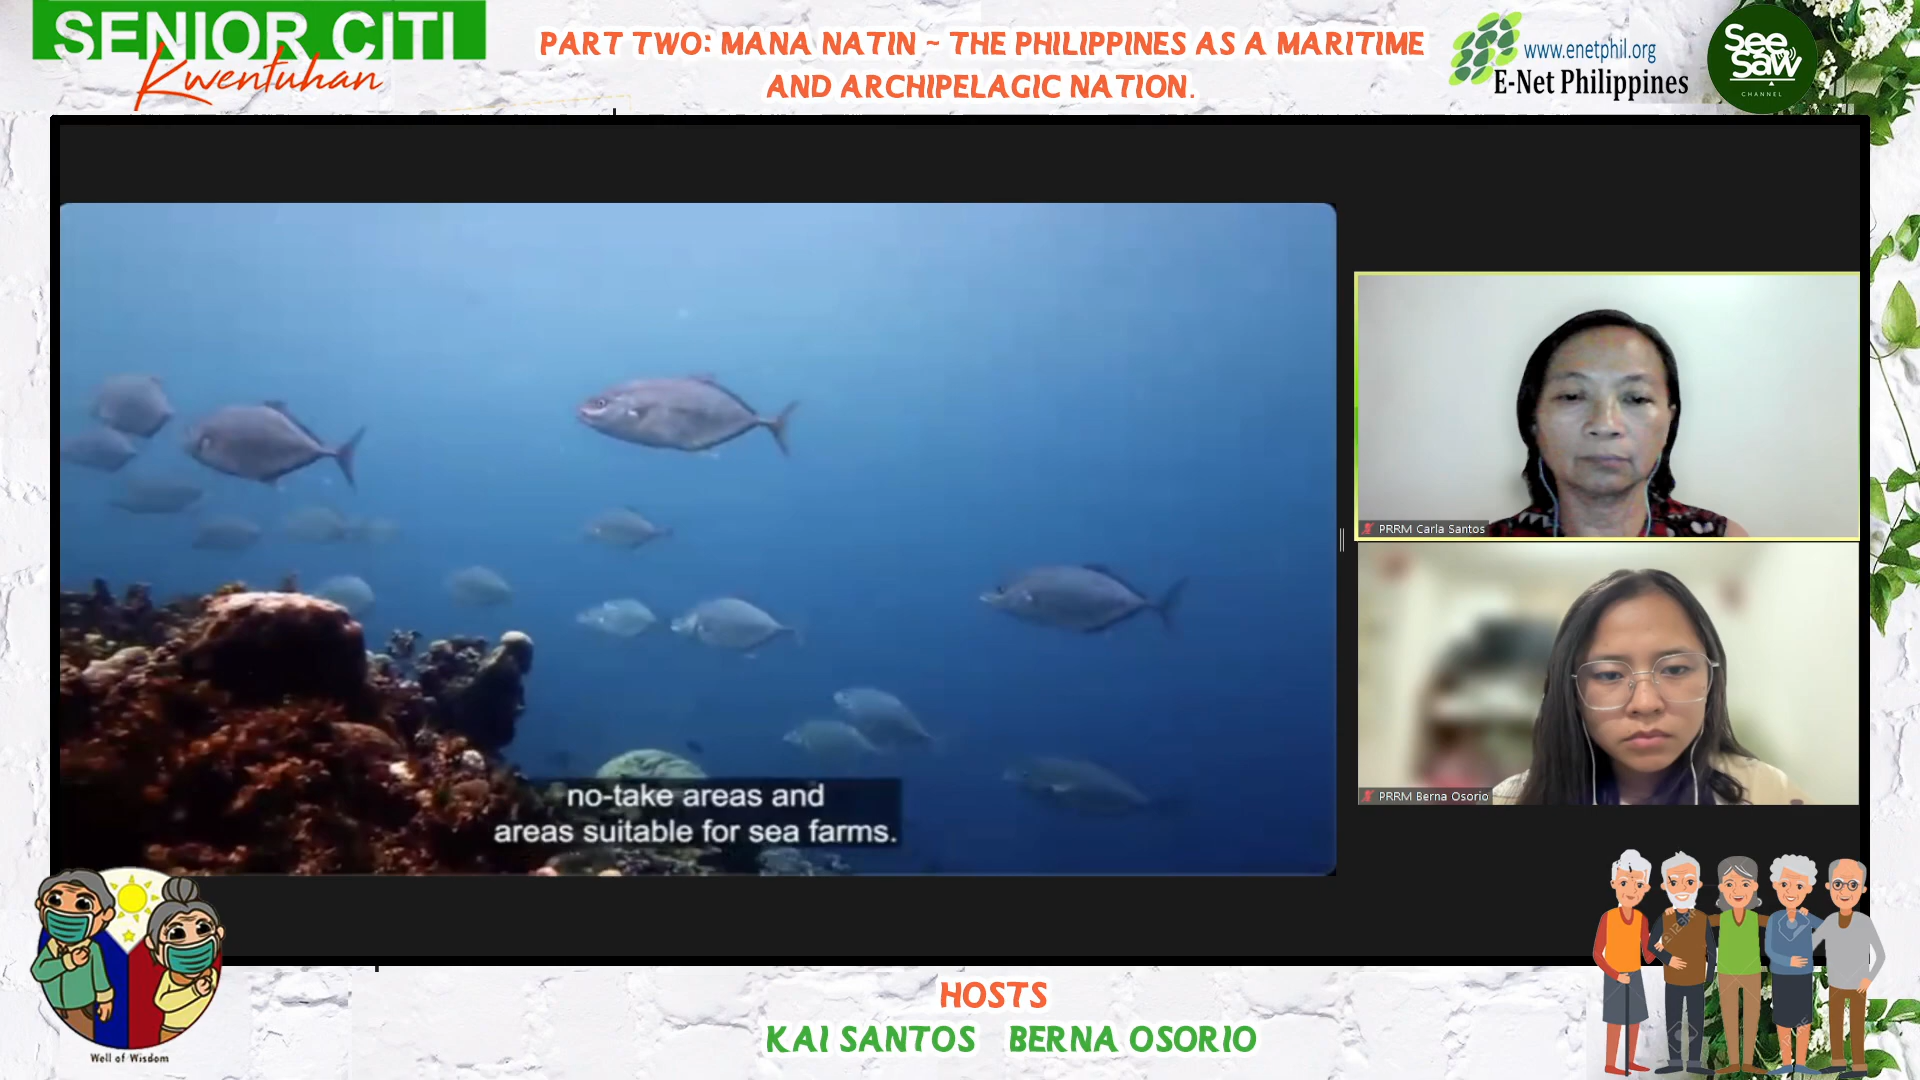 SENIOR CITI
Kwentuhan
PART TWO: MANA NATIN ~ THE PHILIPPINES AS A MARITIME
AND ARCHIPELAGIC NATION.
www.enetphil.org
E-Net Philippines
See
Saw
CHANNEL
PRRM Carla Santos
no-take areas and
areas suitable for sea farms.
PRRM Berna Osorio
Well of Wisdom
HOSTS
KAI SANTOS BERNA OSORIO